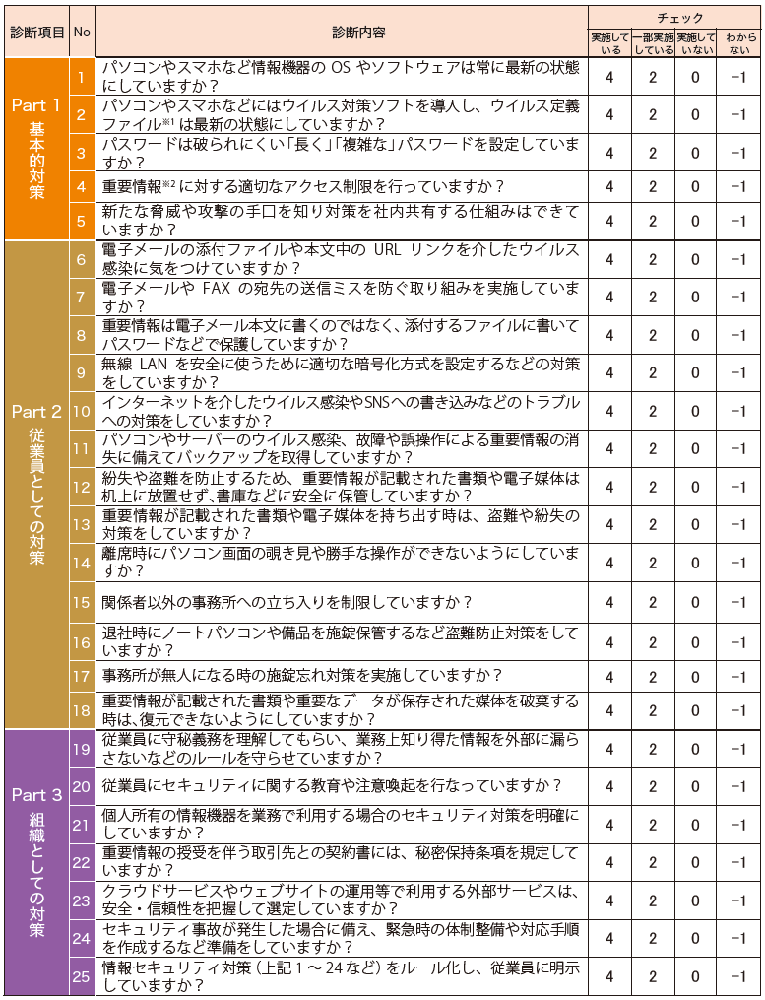 診断項目 No 診断内容 チェック
実施している 一部実施している 実施していない わからない
Part 1
基本的対策
1 パソコンやスマホなど情報機器の OS やソフトウェアは常に最新の状態
にしていますか? 4 2 0 −1
2 パソコンやスマホなどにはウイルス対策ソフトを導入し、ウイルス定義
ファイル※1 は最新の状態にしていますか? 4 2 0 −1
3 パスワードは破られにくい「長く」「複雑な」パスワードを設定していま
すか? 4 2 0 −1
4 重要情報※2 に対する適切なアクセス制限を行っていますか? 4 2 0 −1
5 新たな脅威や攻撃の手口を知り対策を社内共有する仕組みはできて
いますか? 4 2 0 −1
Part 2
従業員としての対策
6 電子メールの添付ファイルや本文中の URL リンクを介したウイルス
感染に気をつけていますか? 4 2 0 −1
7 電子メールや FAX の宛先の送信ミスを防ぐ取り組みを実施していま
すか? 4 2 0 −1
8 重要情報は電子メール本文に書くのではなく、添付するファイルに書いて
パスワードなどで保護していますか? 4 2 0 −1
9 無線 LAN を安全に使うために適切な暗号化方式を設定するなどの対策
をしていますか? 4 2 0 −1
10 インターネットを介したウイルス感染やSNSへの書き込みなどのトラブル
への対策をしていますか? 4 2 0 −1
11 パソコンやサーバーのウイルス感染、故障や誤操作による重要情報の消
失に備えてバックアップを取得していますか? 4 2 0 −1
12 紛失や盗難を防止するため、重要情報が記載された書類や電子媒体は
机上に放置せず、書庫などに安全に保管していますか? 4 2 0 −1
13 重要情報が記載された書類や電子媒体を持ち出す時は、盗難や紛失の
対策をしていますか? 4 2 0 −1
14 離席時にパソコン画面の覗き見や勝手な操作ができないようにしていま
すか? 4 2 0 −1
15 関係者以外の事務所への立ち入りを制限していますか? 4 2 0 −1
16 退社時にノートパソコンや備品を施錠保管するなど盗難防止対策をして
いますか? 4 2 0 −1
17 事務所が無人になる時の施錠忘れ対策を実施していますか? 4 2 0 −1
18 重要情報が記載された書類や重要なデータが保存された媒体を破棄する
時は、復元できないようにしていますか? 4 2 0 −1
Part 3
組織としての対策
19 従業員に守秘義務を理解してもらい、業務上知り得た情報を外部に漏ら
さないなどのルールを守らせていますか? 4 2 0 −1
20 従業員にセキュリティに関する教育や注意喚起を行なっていますか? 4 2 0 −1
21 個人所有の情報機器を業務で利用する場合のセキュリティ対策を明確に
していますか? 4 2 0 −1
22 重要情報の授受を伴う取引先との契約書には、秘密保持条項を規定して
いますか? 4 2 0 −1
23 クラウドサービスやウェブサイトの運用等で利用する外部サービスは、
安全・信頼性を把握して選定していますか? 4 2 0 −1
24 セキュリティ事故が発生した場合に備え、緊急時の体制整備や対応手順
を作成するなど準備をしていますか? 4 2 0 −1
25 情報セキュリティ対策(上記1~24など)をルール化し、従業員に明示
していますか? 4 2 0 −1